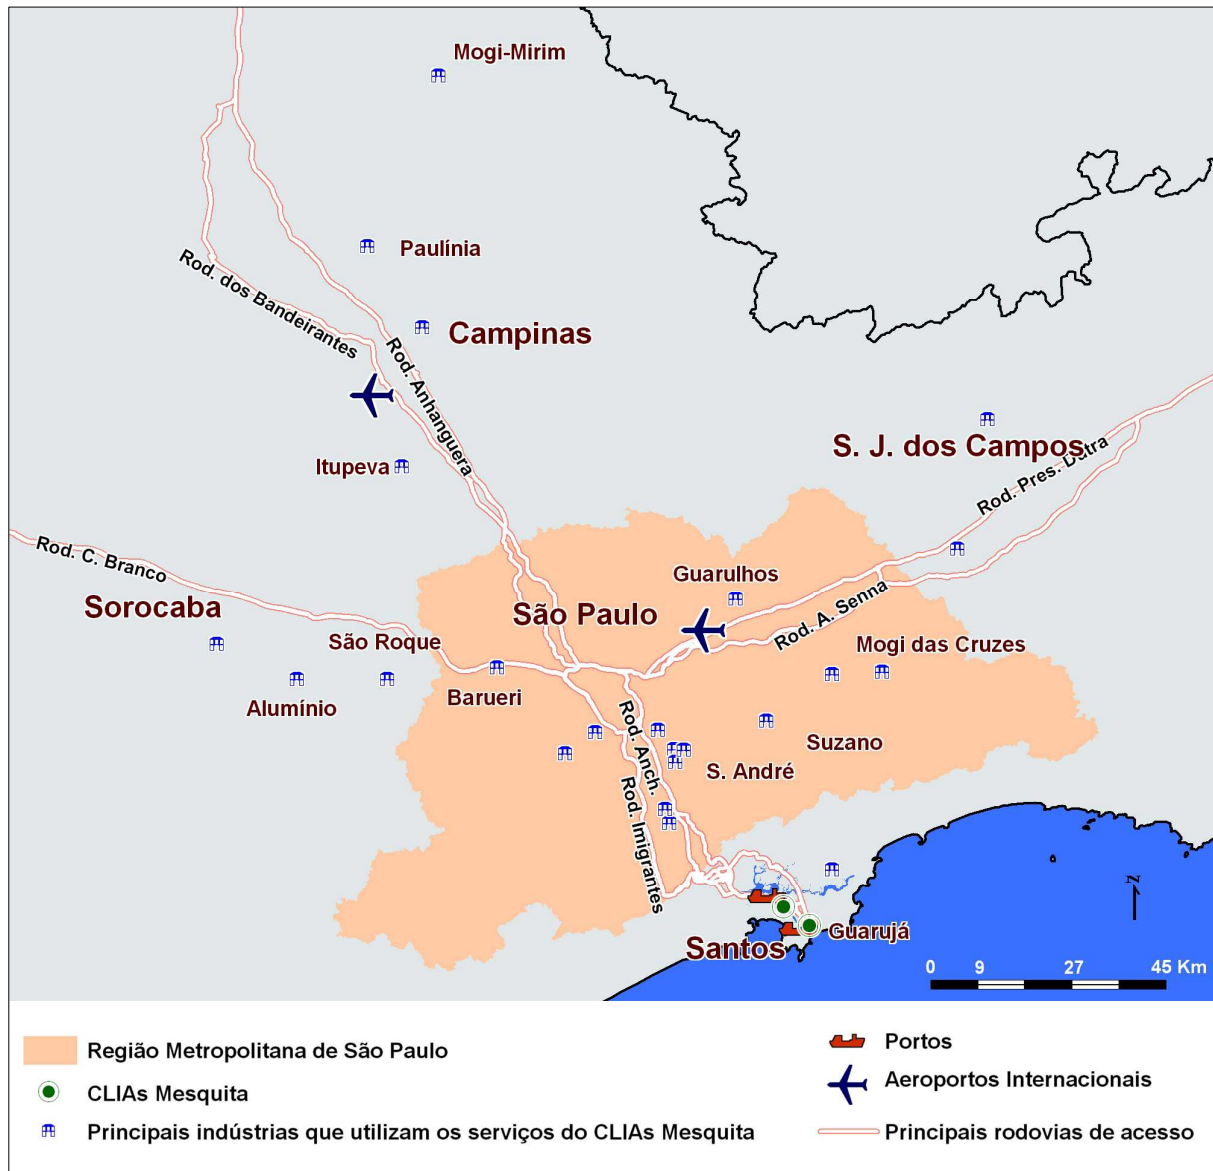 Mogi-Mirim
Paulínia
Rod. dos Bandeirantes
Campinas
Rod. Anhanguera
Itupeva
S. J. dos Campos
Rod. Pres. Dutra
Rod. C. Branco
Guarulhos
Sorocaba
São Paulo
Rod. A. Senna
São Roque
Mogi das Cruzes
Alumínio
Barueri
Rod. Anch.
Suzano
S. André
Rod. Imigrantes
N
Guarujá
Santos
0 9 27 45 Km
Região Metropolitana de São Paulo
CLIAs Mesquita
Principais indústrias que utilizam os serviços do CLIAs Mesquita
Portos
Aeroportos Internacionais
Principais rodovias de acesso